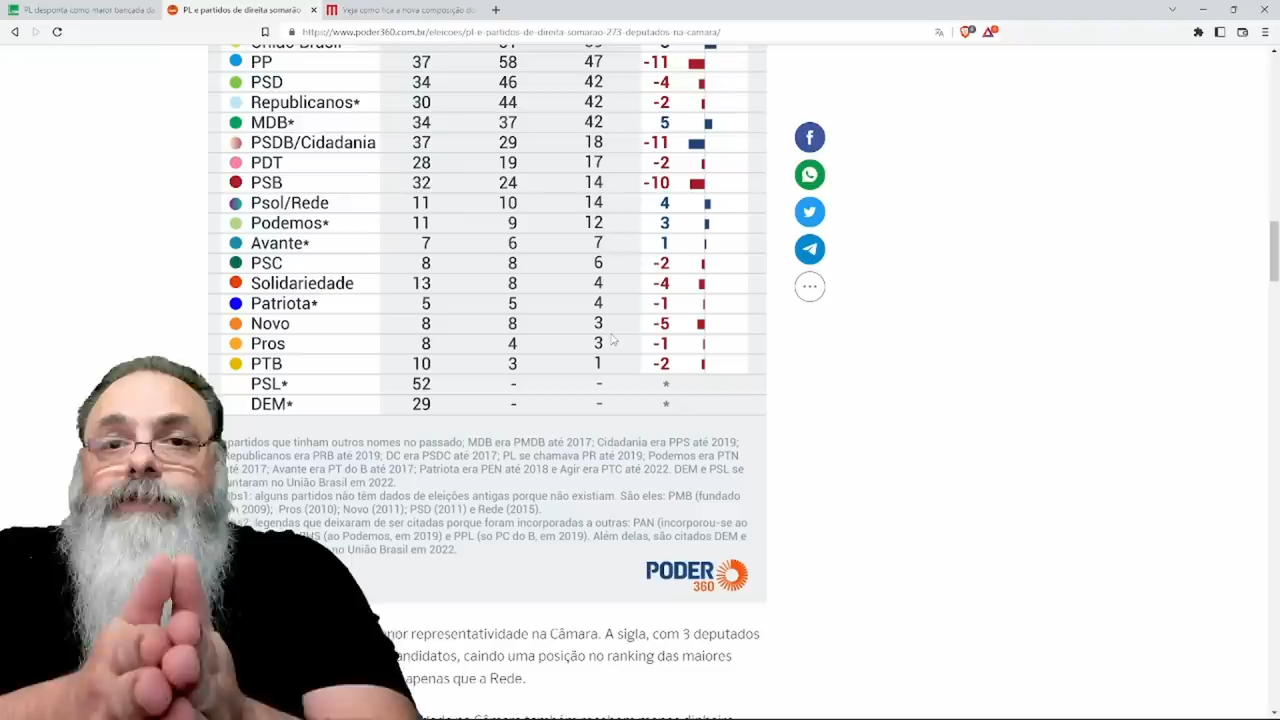 PL desponta como maior bancada da
PL e partidos de direita somarão
Veja como fica a nova composição do
https://www.poder360.com.br/eleicoes/pl-e-partidos-de-direita-somarao-273-deputados-na-camara/
União Brasil
PP 37 58 47 -11
PSD 34 46 42 -4
Republicanos* 30 44 42 -2
MDB* 34 37 42 5
PSDB/Cidadania 37 29 18 -11
PDT 28 19 17 -2
PSB 32 24 14 -10
Psol/Rede 11 10 14 4
Podemos* 11 9 12 3
Avante* 7 6 7 1
PSC 8 8 6 -2
Solidariedade 13 8 4 -4
Patriota* 5 5 4 -1
Novo 8 8 3 -5
Pros 8 4 3 -1
PTB 10 3 1 -2
PSL* 52 - - *
DEM* 29 - - *
partidos que tinham outros nomes no passado; MDB era PMDB até 2017; Cidadania era PPS até 2019;
Republicanos era PRB até 2019; DC era PSDC até 2017; PL se chamava PR até 2019; Podemos era PTN
até 2017; Avante era PT do B até 2017; Patriota era PEN até 2018 e Agir era PTC até 2022. DEM e PSL se
untaram no União Brasil em 2022.
bs1: alguns partidos não têm dados de eleições antigas porque não existiam. São eles: PMB (fundado
2009); Pros (2010); Novo (2011); PSD (2011) e Rede (2015).
legendas que deixaram de ser citadas porque foram incorporadas a outras: PAN (incorporou-se ao
(ao Podemos, em 2019) e PPL (so PC do B, em 2019). Além delas, são citados DEM e
no União Brasil em 2022.
PODER
360
nor representatividade na Câmara. A sigla, com 3 deputados
andidatos, caindo uma posição no ranking das maiores
apenas que a Rede.